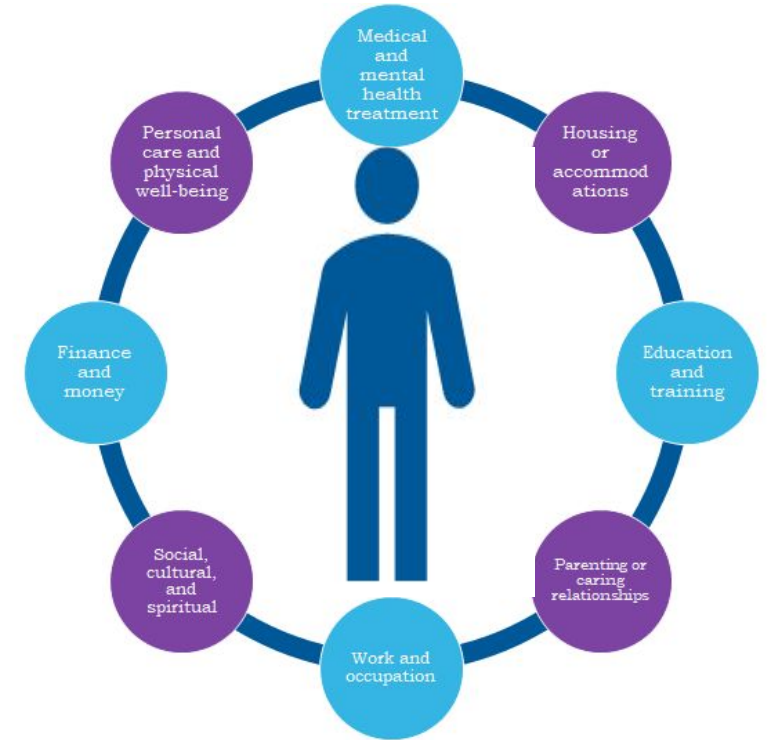 Medical
and
mental
health
treatment
Housing
or
accommod
ations
Education
and
training
Parenting or
caring
relationships
Work and
occupation
Social,
cultural,
and
spiritual
Finance
and
money
Personal
care and
physical
well-being